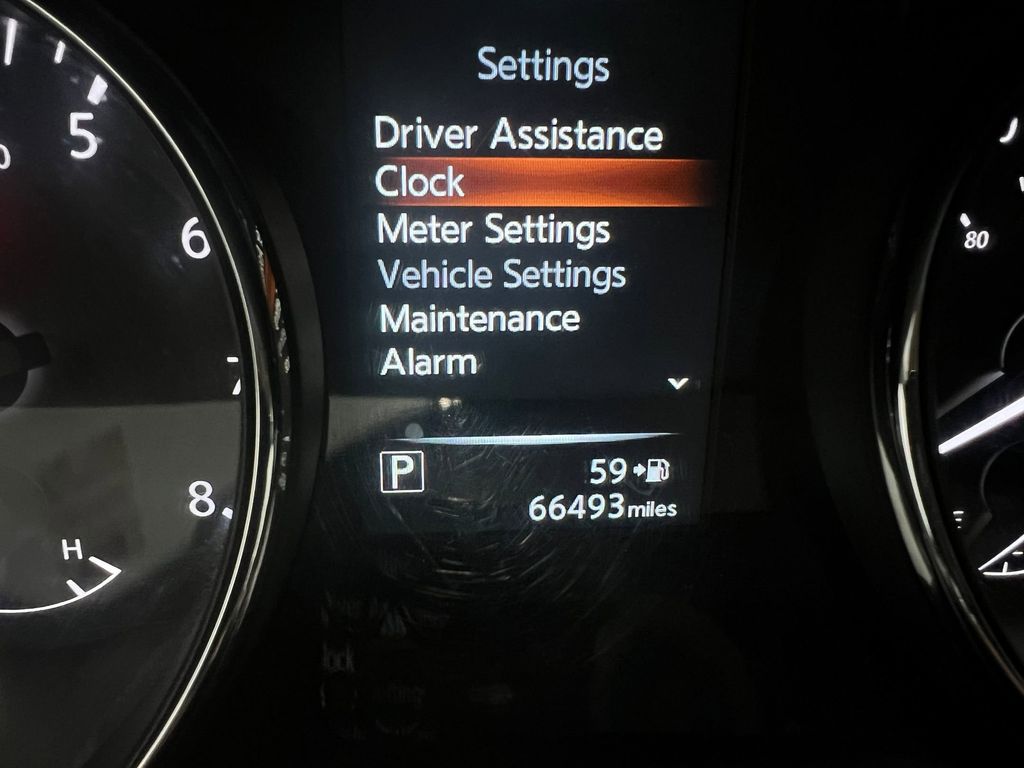 Settings
Driver Assistance
Clock
Meter Settings
Vehicle Settings
Maintenance
Alarm
P 59
66493 miles
5
6
7
8
H
80